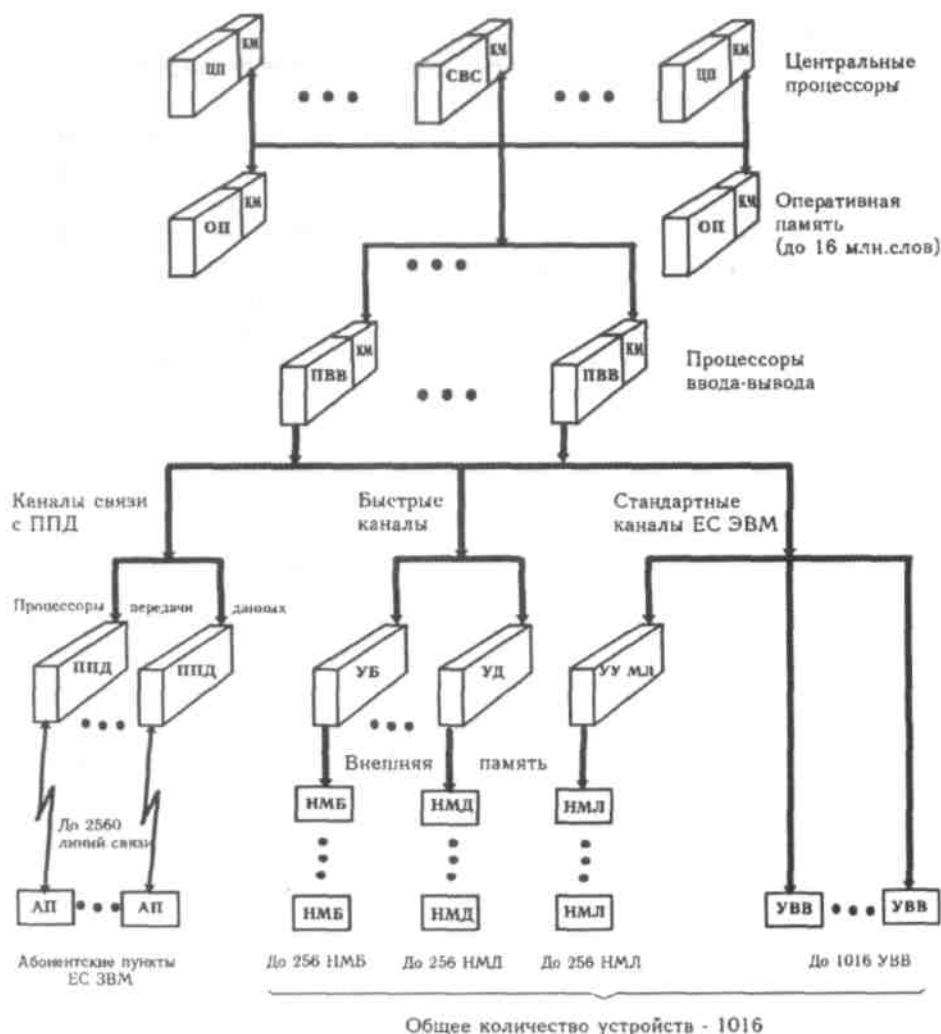 ЦП КМ
СВС КМ
ЦП КМ
Центральные
процессоры
ОП КМ
ОП КМ
Оперативная
память
(до 16 млн.слов)
ПВВ КМ
ПВВ КМ
Процессоры
ввода-вывода
Каналы связи
с ППД
Быстрые
каналы
Стандартные
каналы ЕС ЭВМ
Процессоры передачи данных
ППД
ППД
УБ
УД
УУ МЛ
Внешняя память
НМБ
НМД
НМЛ
До 2560
линий связи
АП
АП
НМБ
НМД
НМЛ
УВВ
УВВ
Абонентские пункты
ЕС ЗВМ
До 256 НМБ
До 256 НМД
До 256 НМЛ
До 1016 УВВ
Общее количество устройств - 1016